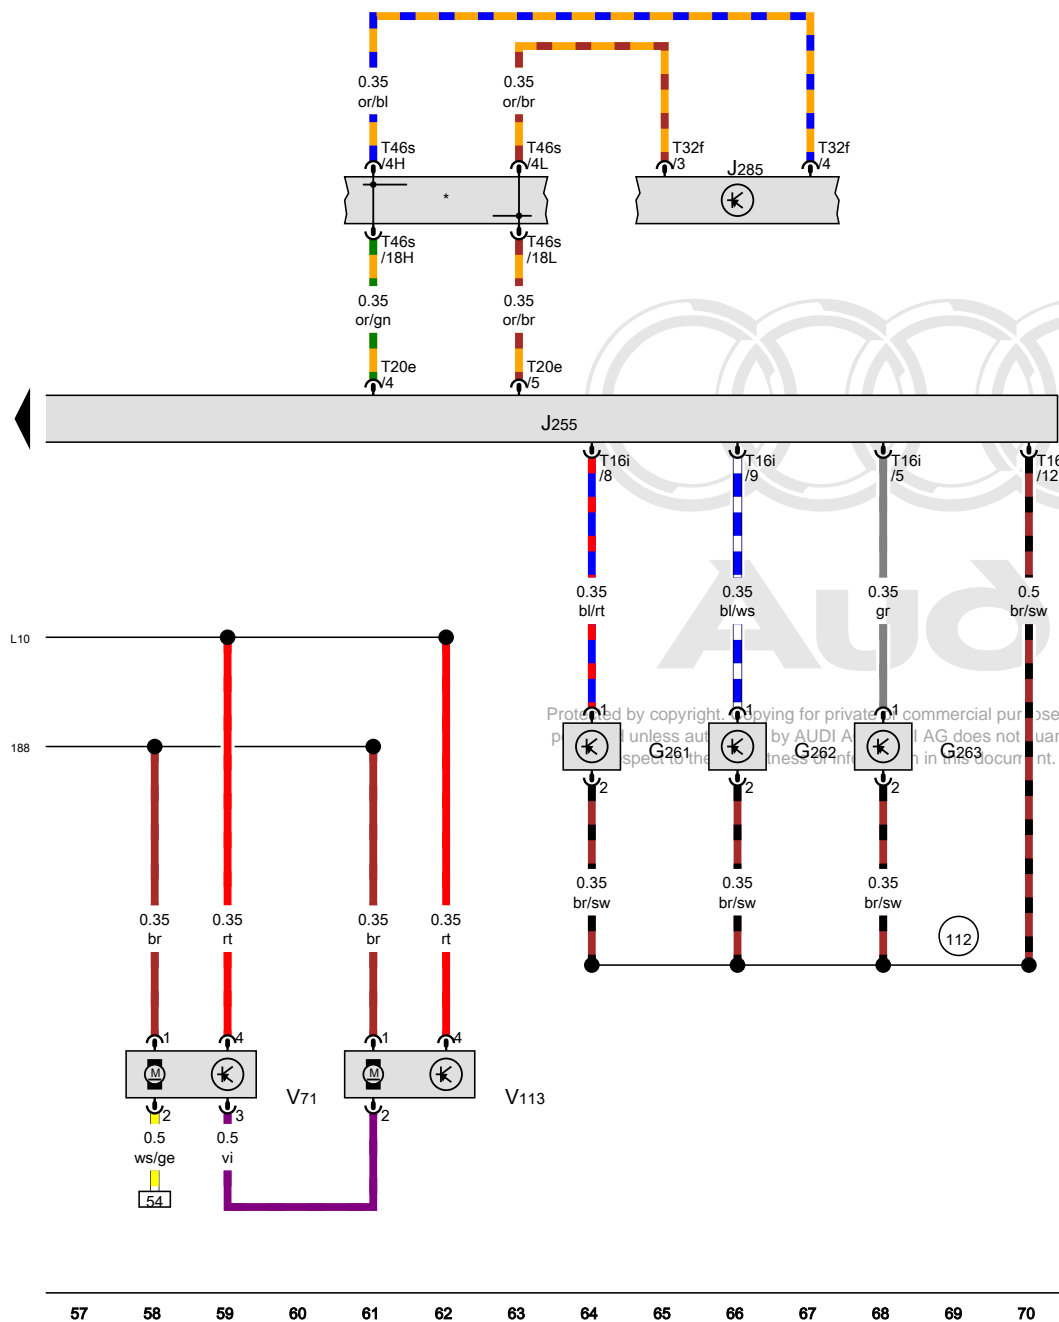 0.35
or/bl
0.35
or/br
T46s
/4H
T46s
/4L
T32f
/3
T32f
/4
J285
*
T46s
/18H
T46s
/18L
0.35
or/gn
0.35
or/br
T20e
/4
T20e
/5
J255
T16i
/8
T16i
/9
T16i
/5
T16
/12
0.35
bl/rt
0.35
bl/ws
0.35
gr
0.5
br/sw
L10
188
Audi
1
1
1
G261
G262
G263
2
2
2
0.35
br/sw
0.35
br/sw
0.35
br/sw
112
0.35
br
0.35
rt
0.35
br
0.35
rt
1
4
1
4
M
M
V71
V113
2
3
2
0.5
ws/ge
0.5
vi
54
57 58 59 60 61 62 63 64 65 66 67 68 69 70